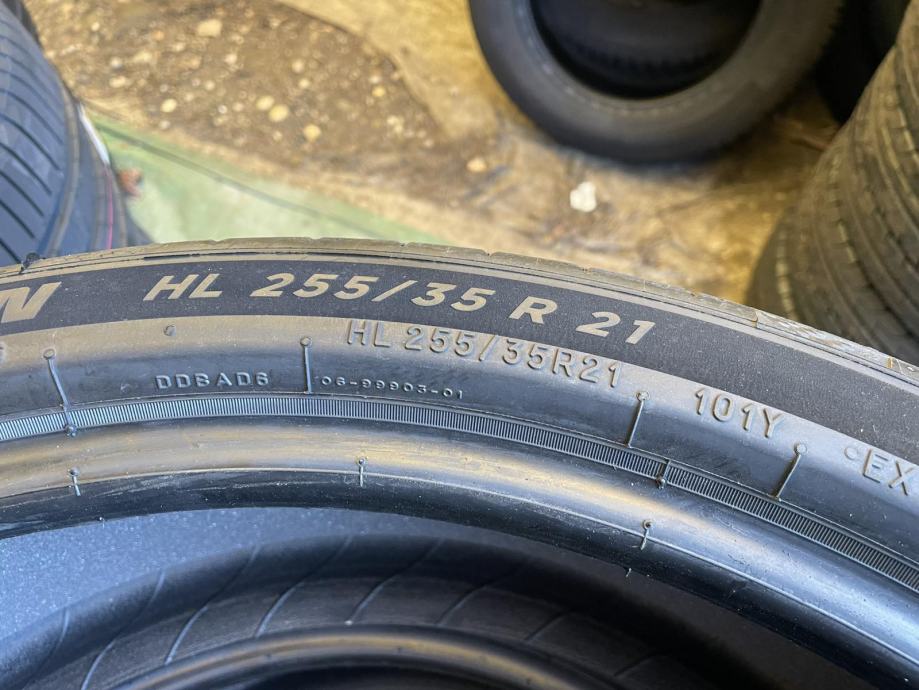 HL 255/35 R 21
HL 255/35R21 101Y
DDBAD6 06-99903-01